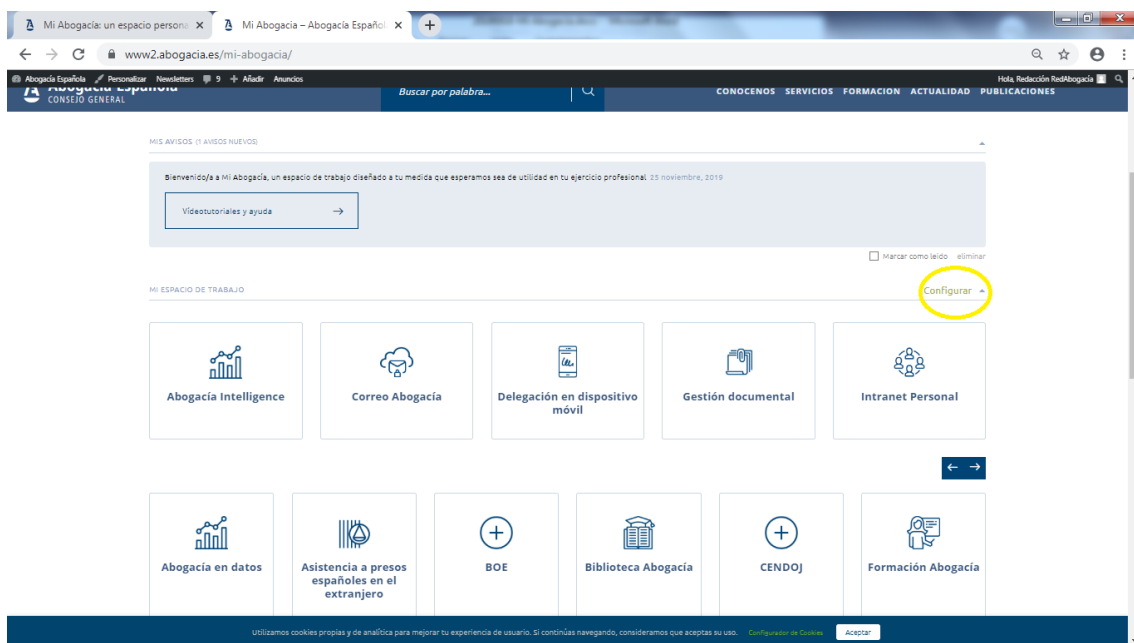 Mi Abogacía: un espacio persona
Mi Abogacia – Abogacía Español
www2.abogacia.es/mi-abogacia/
Abogacía Española Personalizar Newsletters 9 Añadir Anuncios
Hola, Redacción RedAbogacia
Abogacía Española
CONSEJO GENERAL
Buscar por palabra...
CONOCENOS SERVICIOS FORMACION ACTUALIDAD PUBLICACIONES
MIS AVISOS (1 AVISOS NUEVOS)
Bienvenido/a a Mi Abogacía, un espacio de trabajo diseñado a tu medida que esperamos sea de utilidad en tu ejercicio profesional 25 noviembre, 2019
Vídeotutoriales y ayuda
Marcar como leído eliminar
MI ESPACIO DE TRABAJO
Configurar
Abogacía Intelligence
Correo Abogacía
Delegación en dispositivo
móvil
Gestión documental
Intranet Personal
Abogacía en datos
Asistencia a presos
españoles en el
extranjero
BOE
Biblioteca Abogacía
CENDOJ
Formación Abogacía
Utilizamos cookies propias y de analítica para mejorar tu experiencia de usuario. Si continúas navegando, consideramos que aceptas su uso. Configurador de Cookies Aceptar